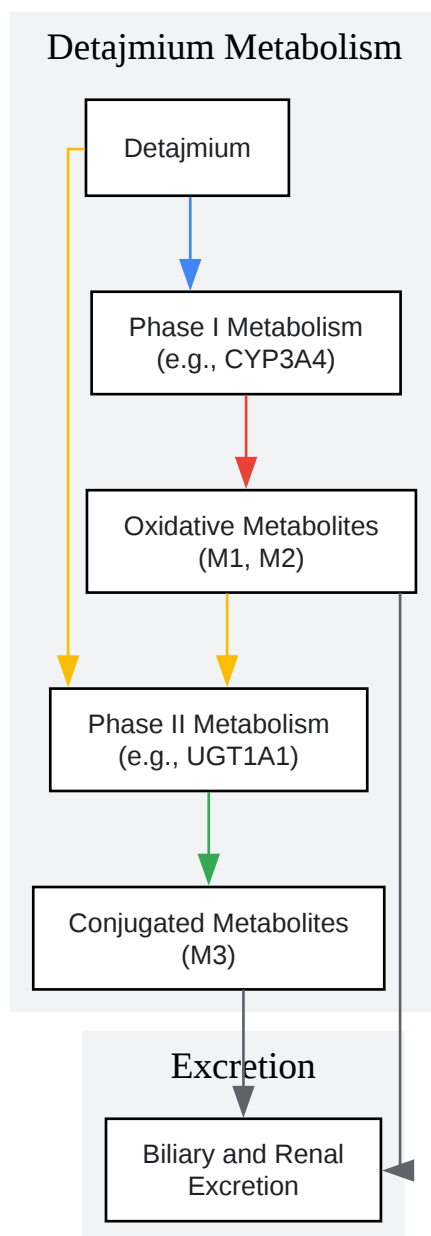 Detajmium Metabolism
Detajmium
Phase I Metabolism
(e.g., CYP3A4)
Oxidative Metabolites
(M1, M2)
Phase II Metabolism
(e.g., UGT1A1)
Conjugated Metabolites
(M3)
Excretion
Biliary and Renal
Excretion